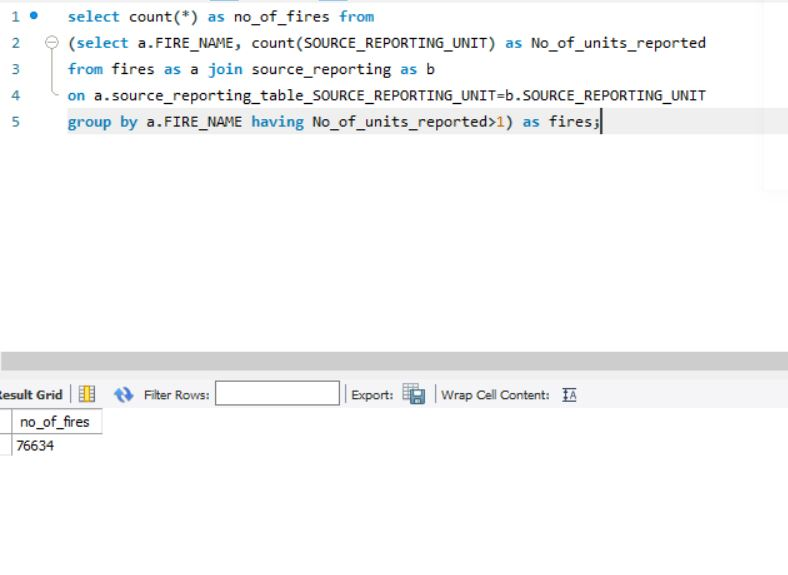 1 select count(*) as no_of_fires from
2 (select a.FIRE_NAME, count(SOURCE_REPORTING_UNIT) as No_of_units_reported
3 from fires as a join source_reporting as b
4 on a.source_reporting_table_SOURCE_REPORTING_UNIT=b.SOURCE_REPORTING_UNIT
5 group by a.FIRE_NAME having No_of_units_reported>1) as fires;
esult Grid Filter Rows: Export: Wrap Cell Content: IA
no_of_fires
76634